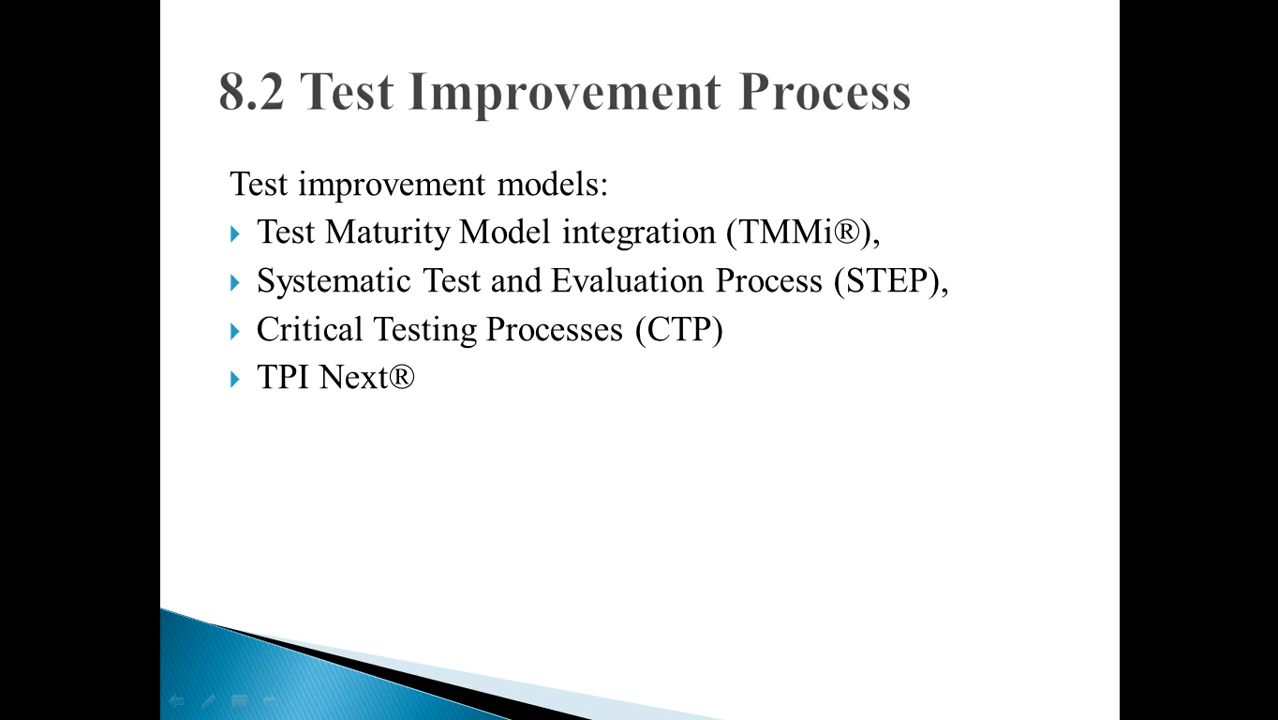 8.2 Test Improvement Process
Test improvement models:
Test Maturity Model integration (TMMi®),
Systematic Test and Evaluation Process (STEP),
Critical Testing Processes (CTP)
TPI Next®